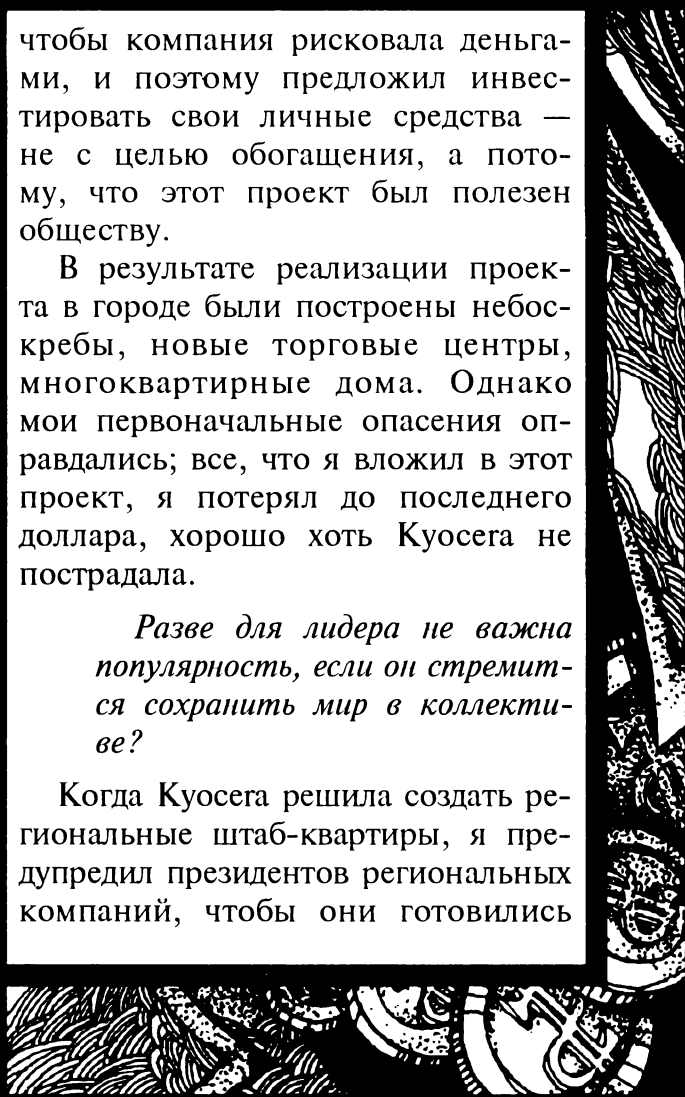 чтобы компания рисковала деньга-
ми, и поэтому предложил инвес-
тировать свои личные средства —
не с целью обогащения, а пото-
му, что этот проект был полезен
обществу.
В результате реализации проек-
та в городе были построены небос-
кребы, новые торговые центры,
многоквартирные дома. Однако
мои первоначальные опасения оп-
равдались; все, что я вложил в этот
проект, я потерял до последнего
доллара, хорошо хоть Kyocera не
пострадала.
Разве для лидера не важна
популярность, если он стремит-
ся сохранить мир в коллекти-
ве?
Когда Kyocera решила создать ре-
гиональные штаб-квартиры, я пре-
дупредил президентов региональных
компаний, чтобы они готовились